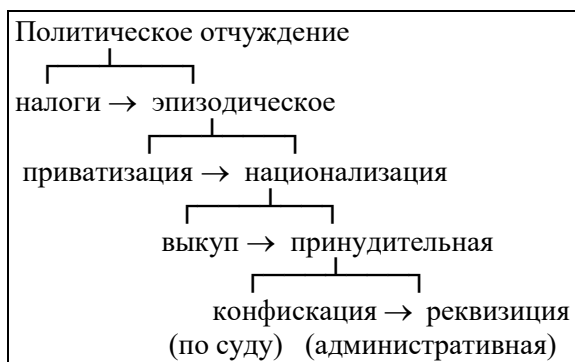 Политическое отчуждение
налоги → эпизодическое
приватизация → национализация
выкуп → принудительная
конфискация → реквизиция
(по суду) (административная)